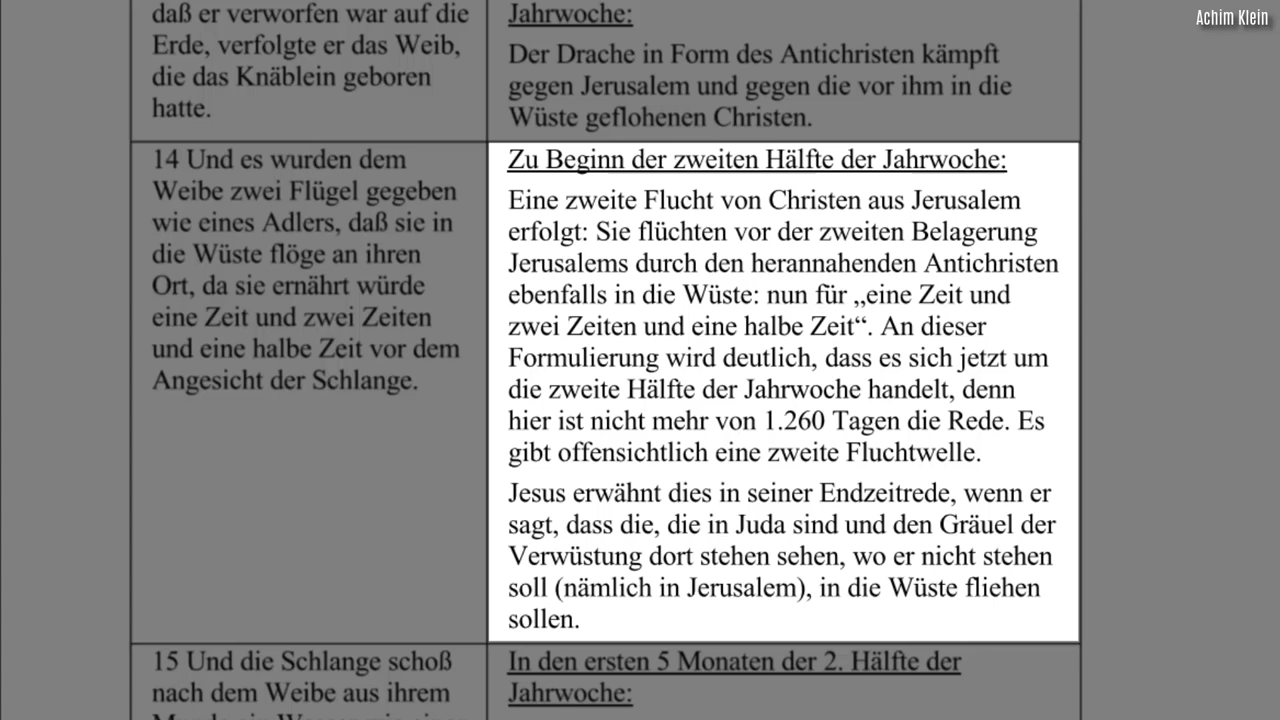 Achim Klein
daß er verworfen war auf die
Erde, verfolgte er das Weib,
die das Knäblein geboren
hatte.
Jahrwoche:
Der Drache in Form des Antichristen kämpft
gegen Jerusalem und gegen die vor ihm in die
Wüste geflohenen Christen.
14 Und es wurden dem
Weibe zwei Flügel gegeben
wie eines Adlers, daß sie in
die Wüste flöge an ihren
Ort, da sie ernährt würde
eine Zeit und zwei Zeiten
und eine halbe Zeit vor dem
Angesicht der Schlange.
Zu Beginn der zweiten Hälfte der Jahrwoche:
Eine zweite Flucht von Christen aus Jerusalem
erfolgt: Sie flüchten vor der zweiten Belagerung
Jerusalems durch den herannahenden Antichristen
ebenfalls in die Wüste: nun für „eine Zeit und
zwei Zeiten und eine halbe Zeit“. An dieser
Formulierung wird deutlich, dass es sich jetzt um
die zweite Hälfte der Jahrwoche handelt, denn
hier ist nicht mehr von 1.260 Tagen die Rede. Es
gibt offensichtlich eine zweite Fluchtwelle.
Jesus erwähnt dies in seiner Endzeitrede, wenn er
sagt, dass die, die in Juda sind und den Gräuel der
Verwüstung dort stehen sehen, wo er nicht stehen
soll (nämlich in Jerusalem), in die Wüste fliehen
sollen.
15 Und die Schlange schoß
nach dem Weibe aus ihrem
In den ersten 5 Monaten der 2. Hälfte der
Jahrwoche: